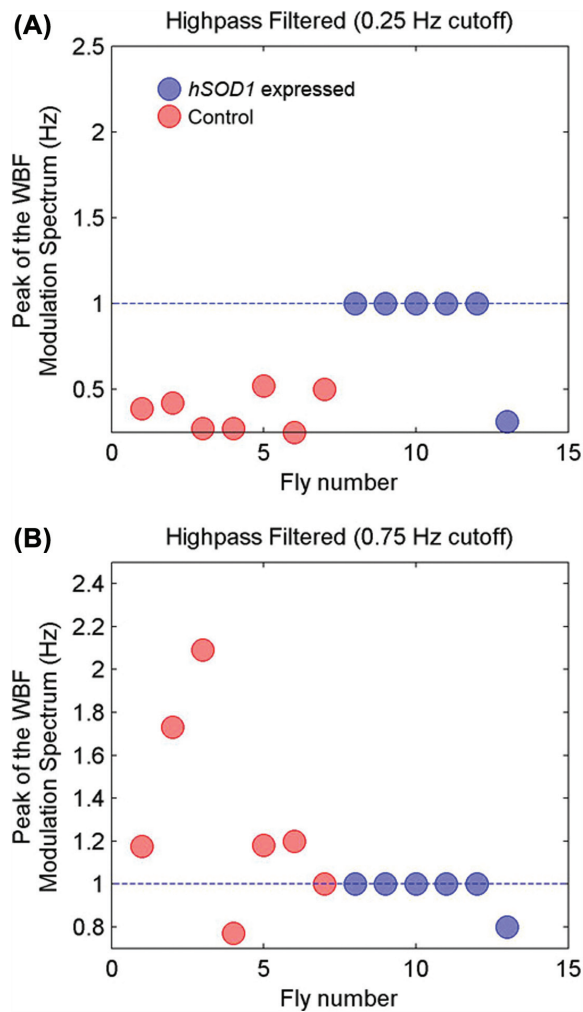 (A)
Highpass Filtered (0.25 Hz cutoff)
2.5
2
1.5
1
0.5
Peak of the WBF
Modulation Spectrum (Hz)
hSOD1 expressed
Control
0
5
10
15
Fly number
(B)
Highpass Filtered (0.75 Hz cutoff)
2.4
2.2
2
1.8
1.6
1.4
1.2
1
0.8
Peak of the WBF
Modulation Spectrum (Hz)
0
5
10
15
Fly number